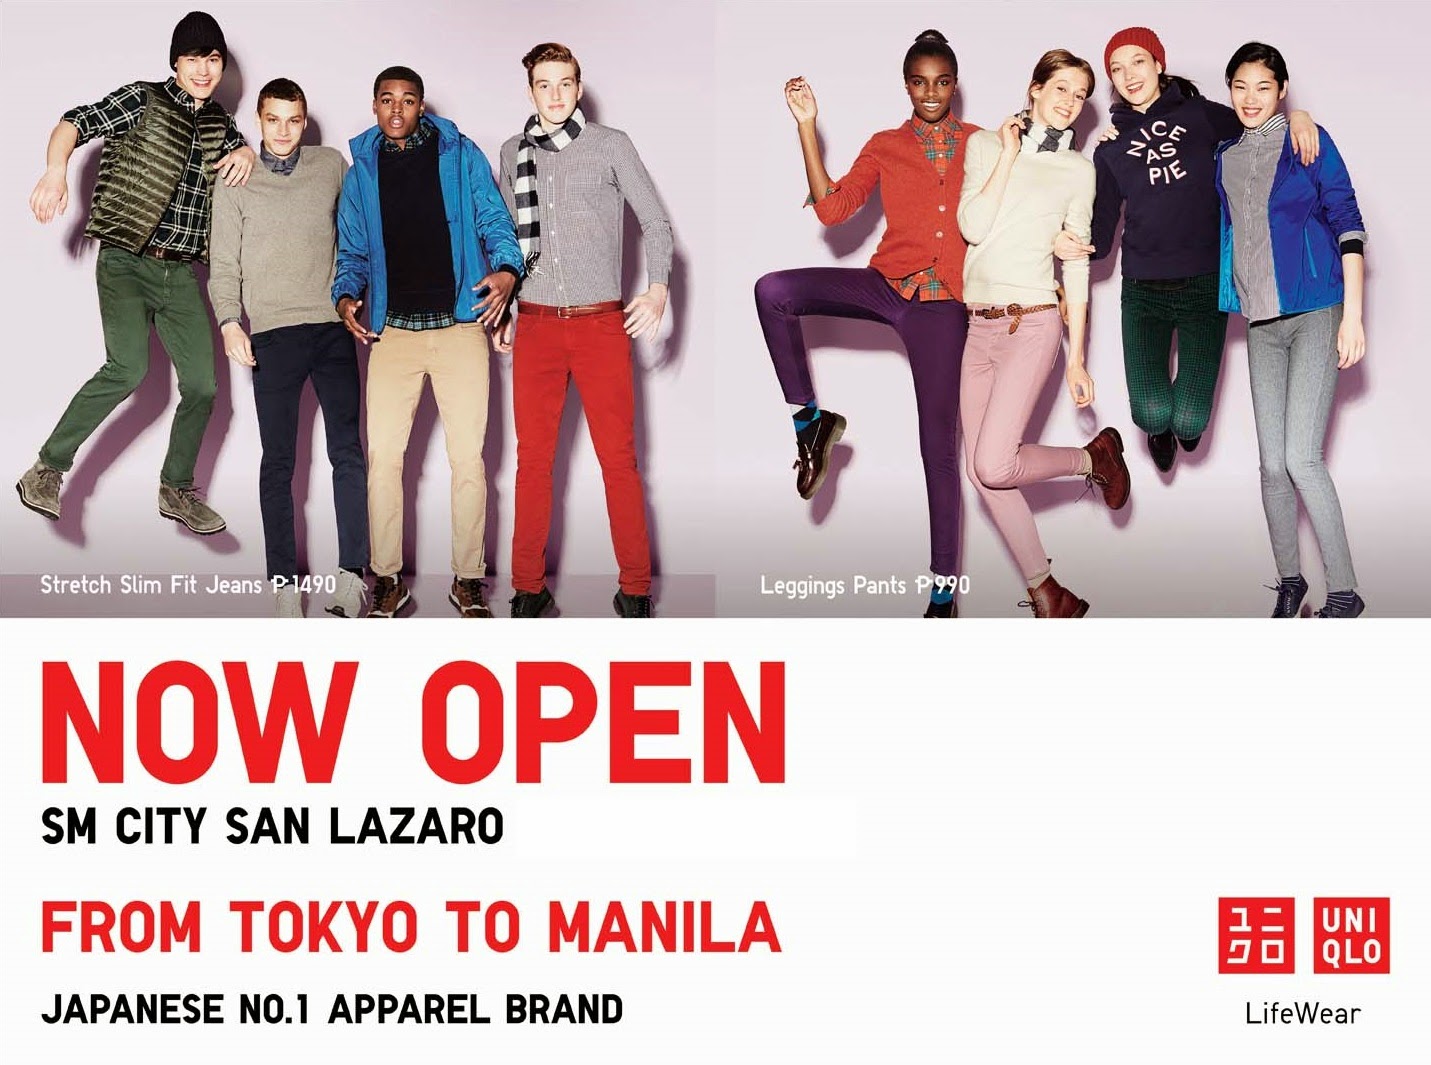 NICE
AS
PIE
Stretch Slim Fit Jeans ₱1490
Leggings Pants ₱990
NOW OPEN
SM CITY SAN LAZARO
FROM TOKYO TO MANILA
JAPANESE NO.1 APPAREL BRAND
ユニ
クロ
UNI
QLO
LifeWear